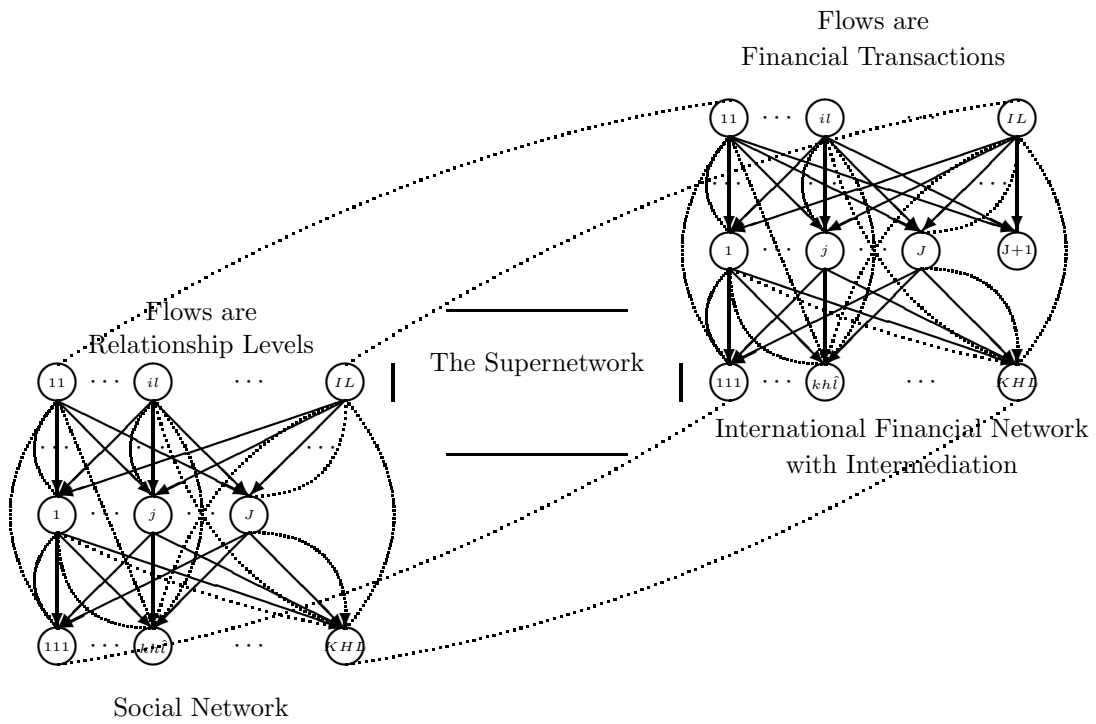 Flows are
Financial Transactions
11 ··· il ··· IL
··· ··· ···
1 ··· j ··· J J+1
111 ··· khl̂ ··· KHL
International Financial Network
with Intermediation
The Supernetwork
Flows are
Relationship Levels
11 ··· il ··· IL
··· ··· ···
1 ··· j ··· J
111 ··· khl̂ ··· KHL
Social Network